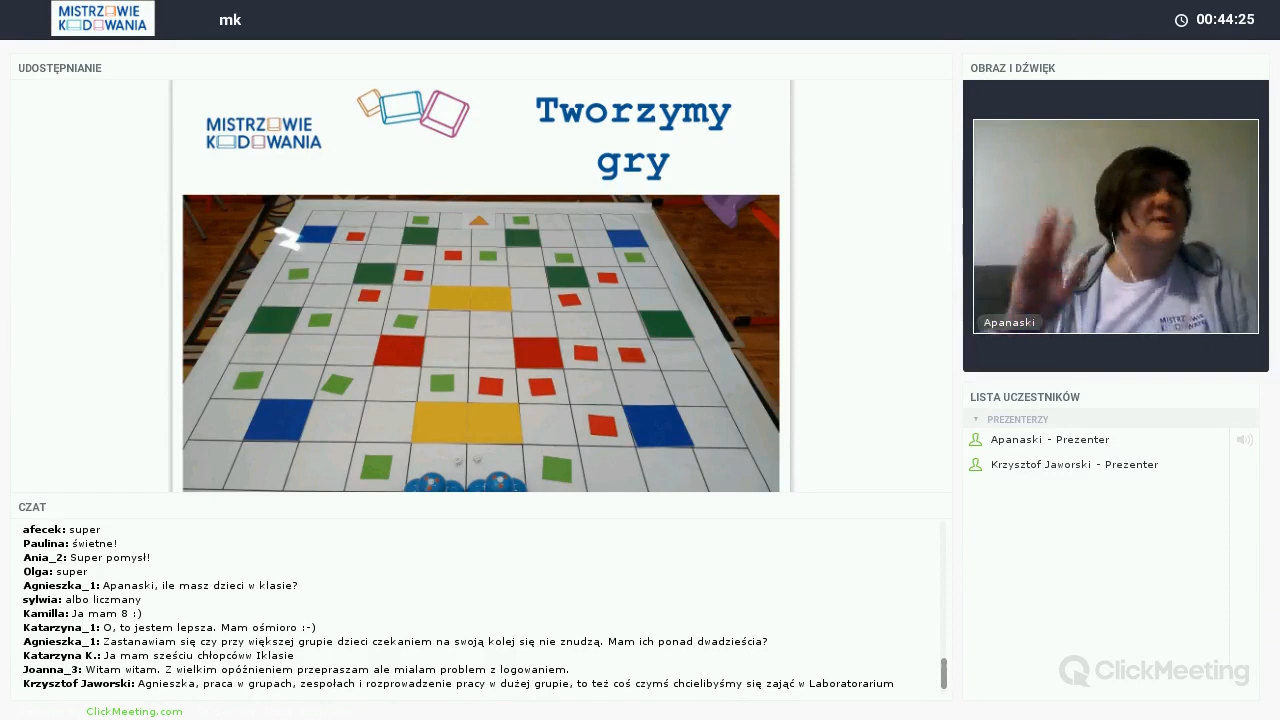 MISTRZOWIE
KODOWANIA
mk
00:44:25
UDOSTĘPNIANIE
OBRAZ I DŹWIĘK
MISTRZOWIE
KODOWANIA
Tworzymy
gry
MISTRZOWIE
KODOWANIA
Apanaski
LISTA UCZESTNIKÓW
PREZENTERZY
Apanaski - Prezenter
Krzysztof Jaworski - Prezenter
CZAT
afecek: super
Paulina: świetne!
Ania_2: Super pomysł!
Olga: super
Agnieszka_1: Apanaski, ile masz dzieci w klasie?
sylwia: albo liczmany
Kamilla: Ja mam 8 :)
Katarzyna_1: O, to jestem lepsza. Mam ośmioro :-)
Agnieszka_1: Zastanawiam się czy przy większej grupie dzieci czekaniem na swoją kolej się nie znudzą. Mam ich ponad dwadzieścia?
Katarzyna K.: Ja mam sześciu chłopcóww Iklasie
Joanna_3: Witam witam. Z wielkim opóźnieniem przepraszam ale mialam problem z logowaniem.
Krzysztof Jaworski: Agnieszka, praca w grupach, zespołach i rozprowdzenie pracy w dużej grupie, to też coś czymś chcielibyśmy się zająć w Laboratorarium
ClickMeeting
ClickMeeting.com